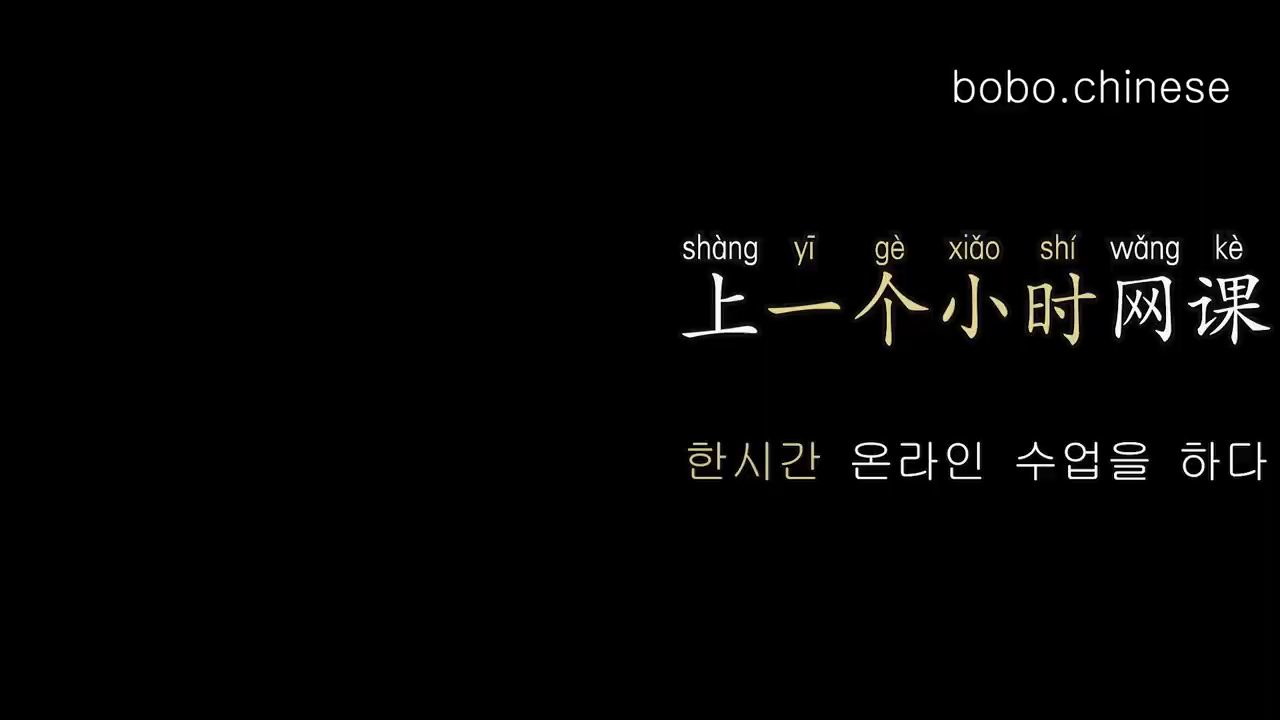 bobo.chinese
shàng yī gè xiǎo shí wǎng kè
上一个小时网课
한시간 온라인 수업을 하다